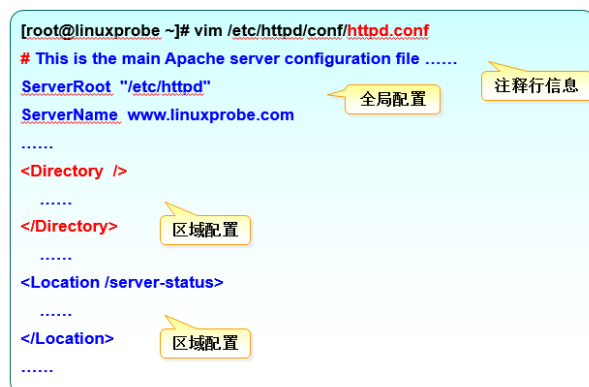 [root@linuxprobe ~]# vim /etc/httpd/conf/httpd.conf
# This is the main Apache server configuration file ……
注释行信息
ServerRoot "/etc/httpd"
全局配置
ServerName www.linuxprobe.com
……
<Directory />
……
</Directory>
区域配置
……
<Location /server-status>
……
</Location>
区域配置
……